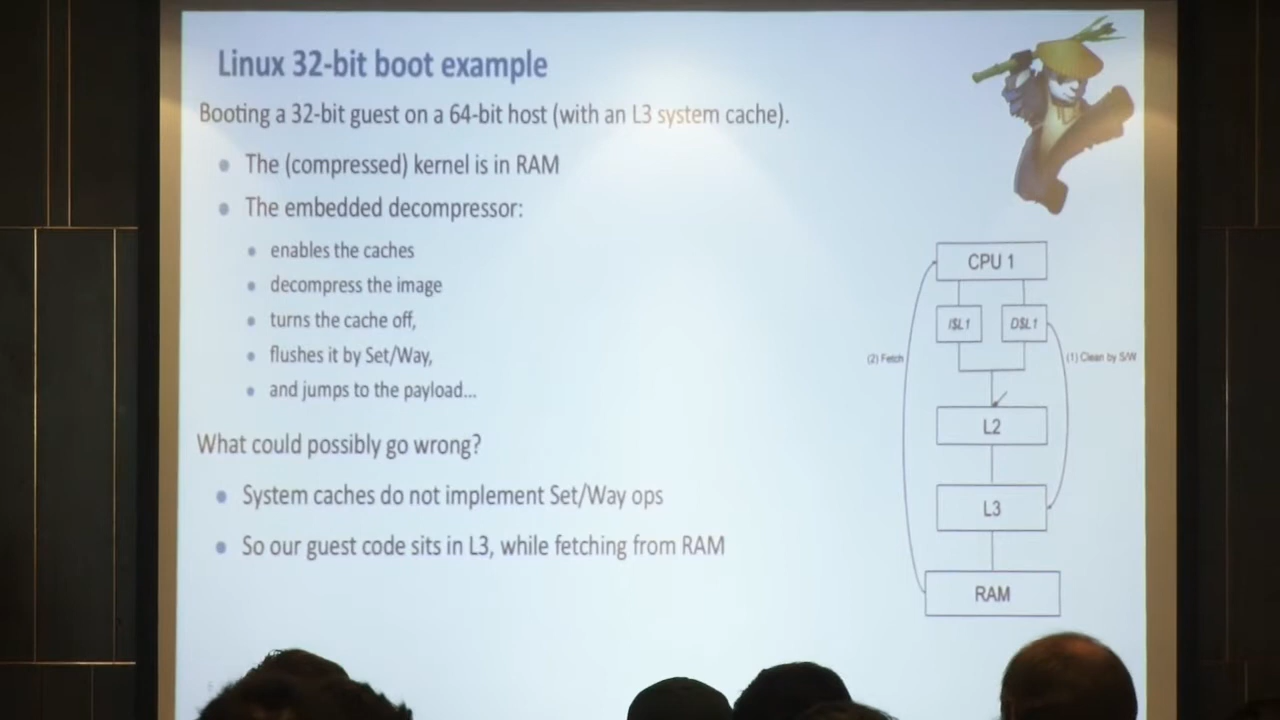 Linux 32-bit boot example
Booting a 32-bit guest on a 64-bit host (with an L3 system cache).
The (compressed) kernel is in RAM
The embedded decompressor:
enables the caches
decompress the image
turns the cache off,
flushes it by Set/Way,
and jumps to the payload...
What could possibly go wrong?
System caches do not implement Set/Way ops
So our guest code sits in L3, while fetching from RAM
CPU 1
I$L1
D$L1
(2) Fetch
(1) Clean by S/W
L2
L3
RAM